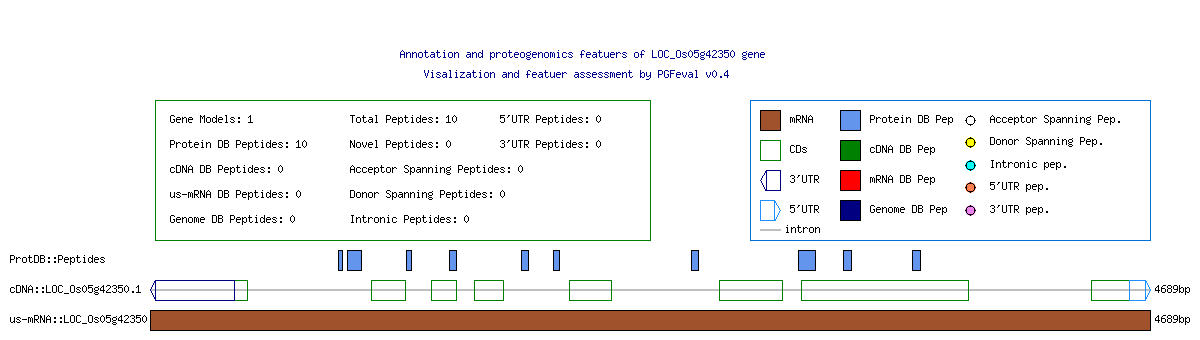 Annotation and proteogenomics featuers of LOC_Os05g42350 gene
Visalization and featuer assessment by PGFeval v0.4
Gene Models: 1 Total Peptides: 10 5'UTR Peptides: 0
Protein DB Peptides: 10 Novel Peptides: 0 3'UTR Peptides: 0
cDNA DB Peptides: 0 Acceptor Spanning Peptides: 0
us-mRNA DB Peptides: 0 Donor Spanning Peptides: 0
Genome DB Peptides: 0 Intronic Peptides: 0
mRNA Protein DB Pep Acceptor Spanning Pep.
CDs cDNA DB Pep Donor Spanning Pep.
3'UTR mRNA DB Pep Intronic pep.
5'UTR Genome DB Pep 5'UTR pep.
intron 3'UTR pep.
ProtDB::Peptides
cDNA::LOC_Os05g42350.1 4689bp
us-mRNA::LOC_Os05g42350 4689bp